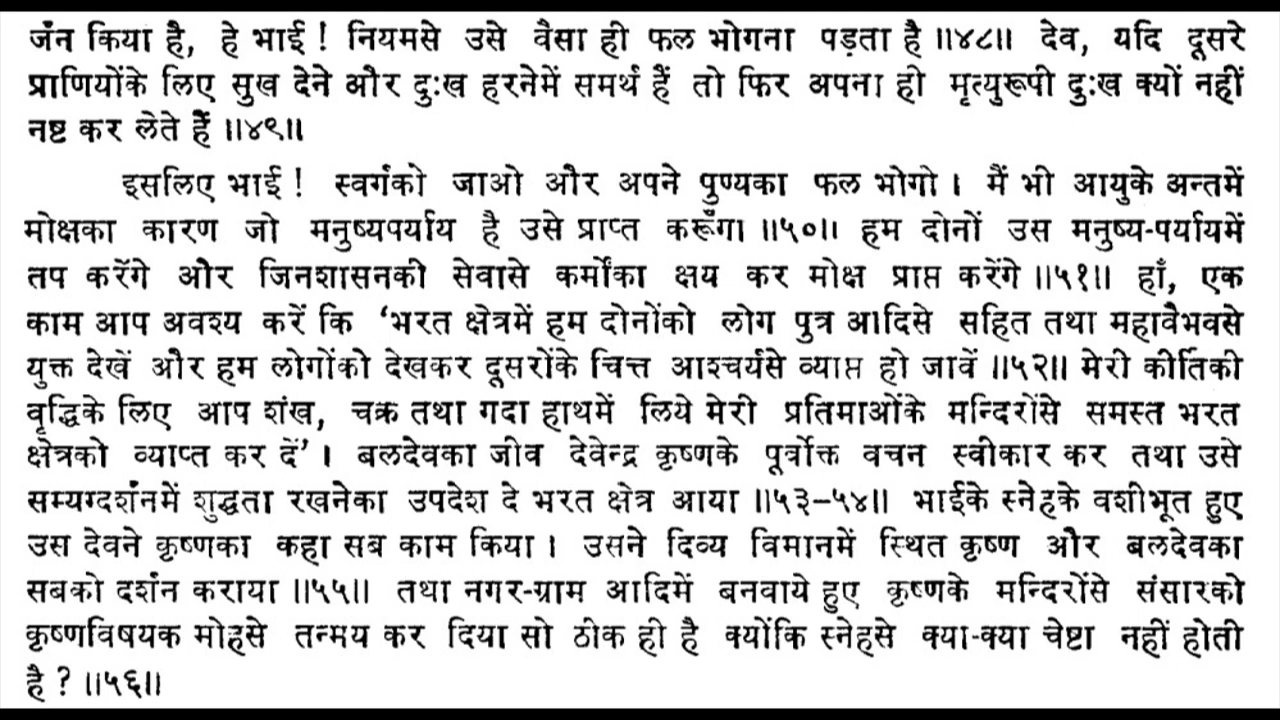 र्जन किया है, हे भाई ! नियमसे उसे वैसा ही फल भोगना पड़ता है ॥४८॥ देव, यदि दूसरे
प्राणियोंके लिए सुख देने और दुःख हरनेमें समर्थ हैं तो फिर अपना ही मृत्युरूपी दुःख क्यों नहीं
नष्ट कर लेते हैं ॥४९॥
इसलिए भाई ! स्वर्गको जाओ और अपने पुण्यका फल भोगो । मैं भी आयुके अन्तमें
मोक्षका कारण जो मनुष्यपर्याय है उसे प्राप्त करूँगा ॥५०॥ हम दोनों उस मनुष्य-पर्यायमें
तप करेंगे और जिनशासनकी सेवासे कर्मोंका क्षय कर मोक्ष प्राप्त करेंगे ॥५१॥ हाँ, एक
काम आप अवश्य करें कि ‘भरत क्षेत्रमें हम दोनोंको लोग पुत्र आदिसे सहित तथा महावैभवसे
युक्त देखें और हम लोगोंको देखकर दूसरोंके चित्त आश्चर्यसे व्याप्त हो जावें ॥५२॥ मेरी कीर्तिकी
वृद्धिके लिए आप शंख, चक्र तथा गदा हाथमें लिये मेरी प्रतिमाओंके मन्दिरोंसे समस्त भरत
क्षेत्रको व्याप्त कर दें’ । बलदेवका जीव देवेन्द्र कृष्णके पूर्वोक्त वचन स्वीकार कर तथा उसे
सम्यग्दर्शनमें शुद्धता रखनेका उपदेश दे भरत क्षेत्र आया ॥५३–५४॥ भाईके स्नेहके वशीभूत हुए
उस देवने कृष्णका कहा सब काम किया । उसने दिव्य विमानमें स्थित कृष्ण और बलदेवका
सबको दर्शन कराया ॥५५॥ तथा नगर-ग्राम आदिमें बनवाये हुए कृष्णके मन्दिरोंसे संसारको
कृष्णविषयक मोहसे तन्मय कर दिया सो ठीक ही है क्योंकि स्नेहसे क्या-क्या चेष्टा नहीं होती
है ? ॥५६॥